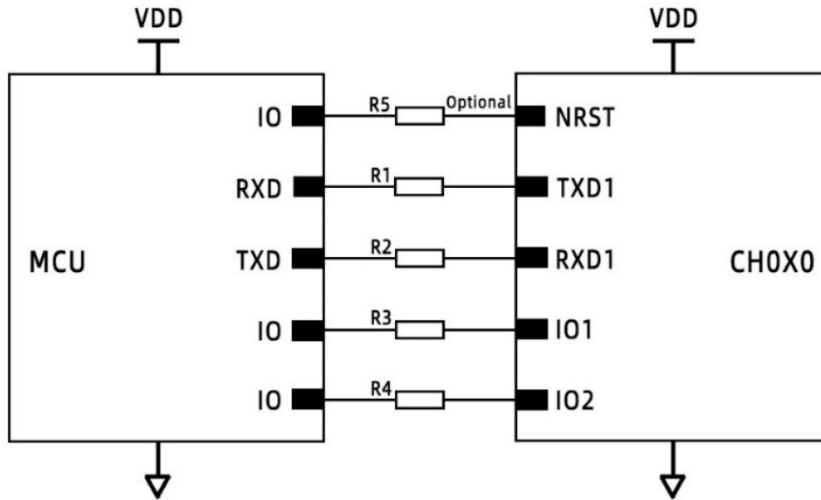 VDD
VDD
IO
R5
Optional
NRST
RXD
R1
TXD1
MCU
TXD
R2
RXD1
CH0X0
IO
R3
IO1
IO
R4
IO2